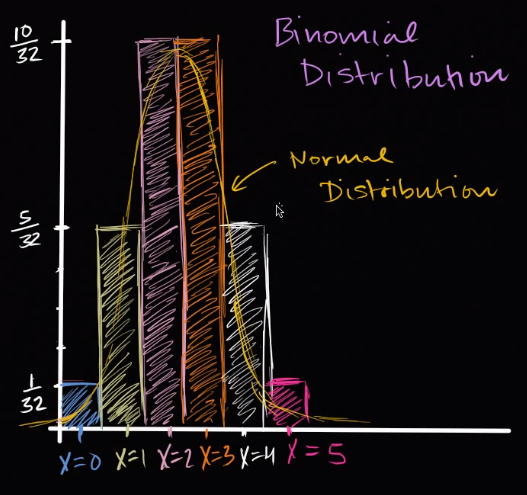 10/32
Binomial
Distribution
Normal
Distribution
5/32
1/32
X=0 X=1 X=2 X=3 X=4 X=5